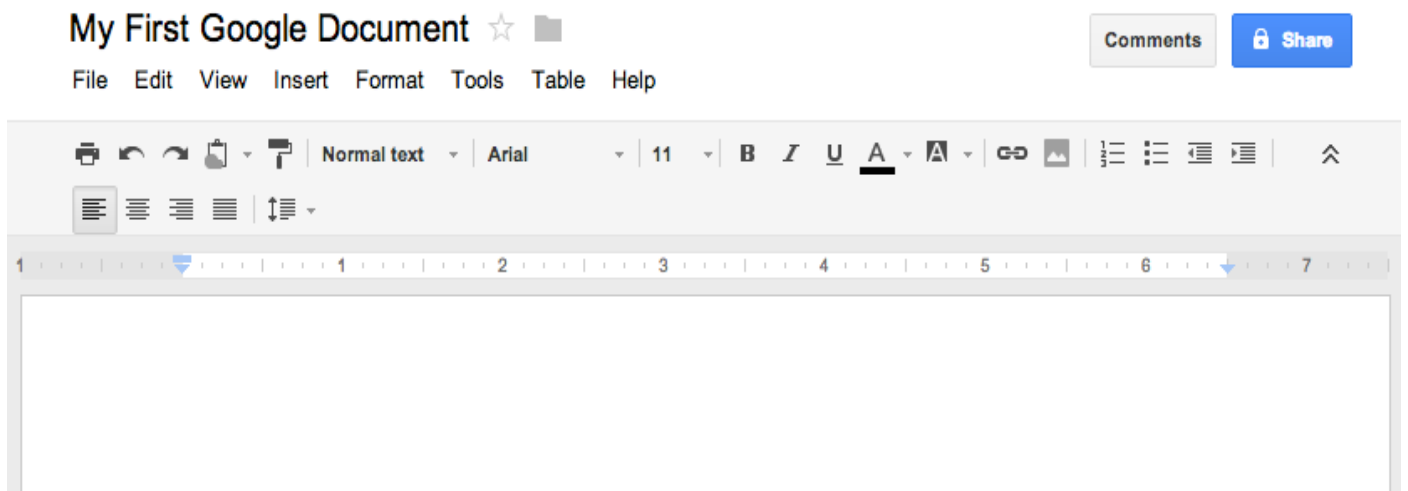 My First Google Document
Comments
Share
File Edit View Insert Format Tools Table Help
Normal text Arial 11 B I U A A
1 1 2 3 4 5 6 7